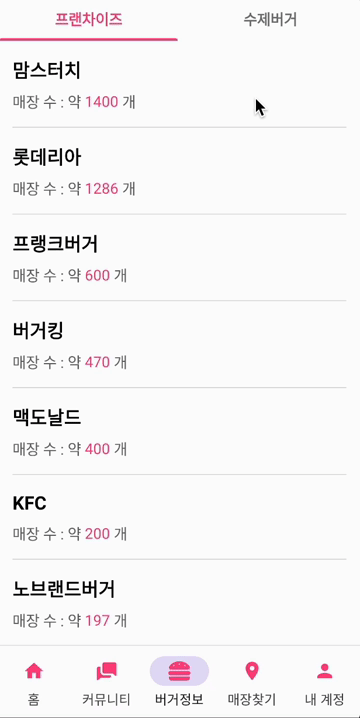 프랜차이즈 수제버거
맘스터치
매장 수 : 약 1400 개
롯데리아
매장 수 : 약 1286 개
프랭크버거
매장 수 : 약 600 개
버거킹
매장 수 : 약 470 개
맥도날드
매장 수 : 약 400 개
KFC
매장 수 : 약 200 개
노브랜드버거
매장 수 : 약 197 개
홈 커뮤니티 버거정보 매장찾기 내 계정